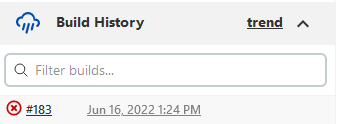 Build History trend
Filter builds...
#183 Jun 16, 2022 1:24 PM